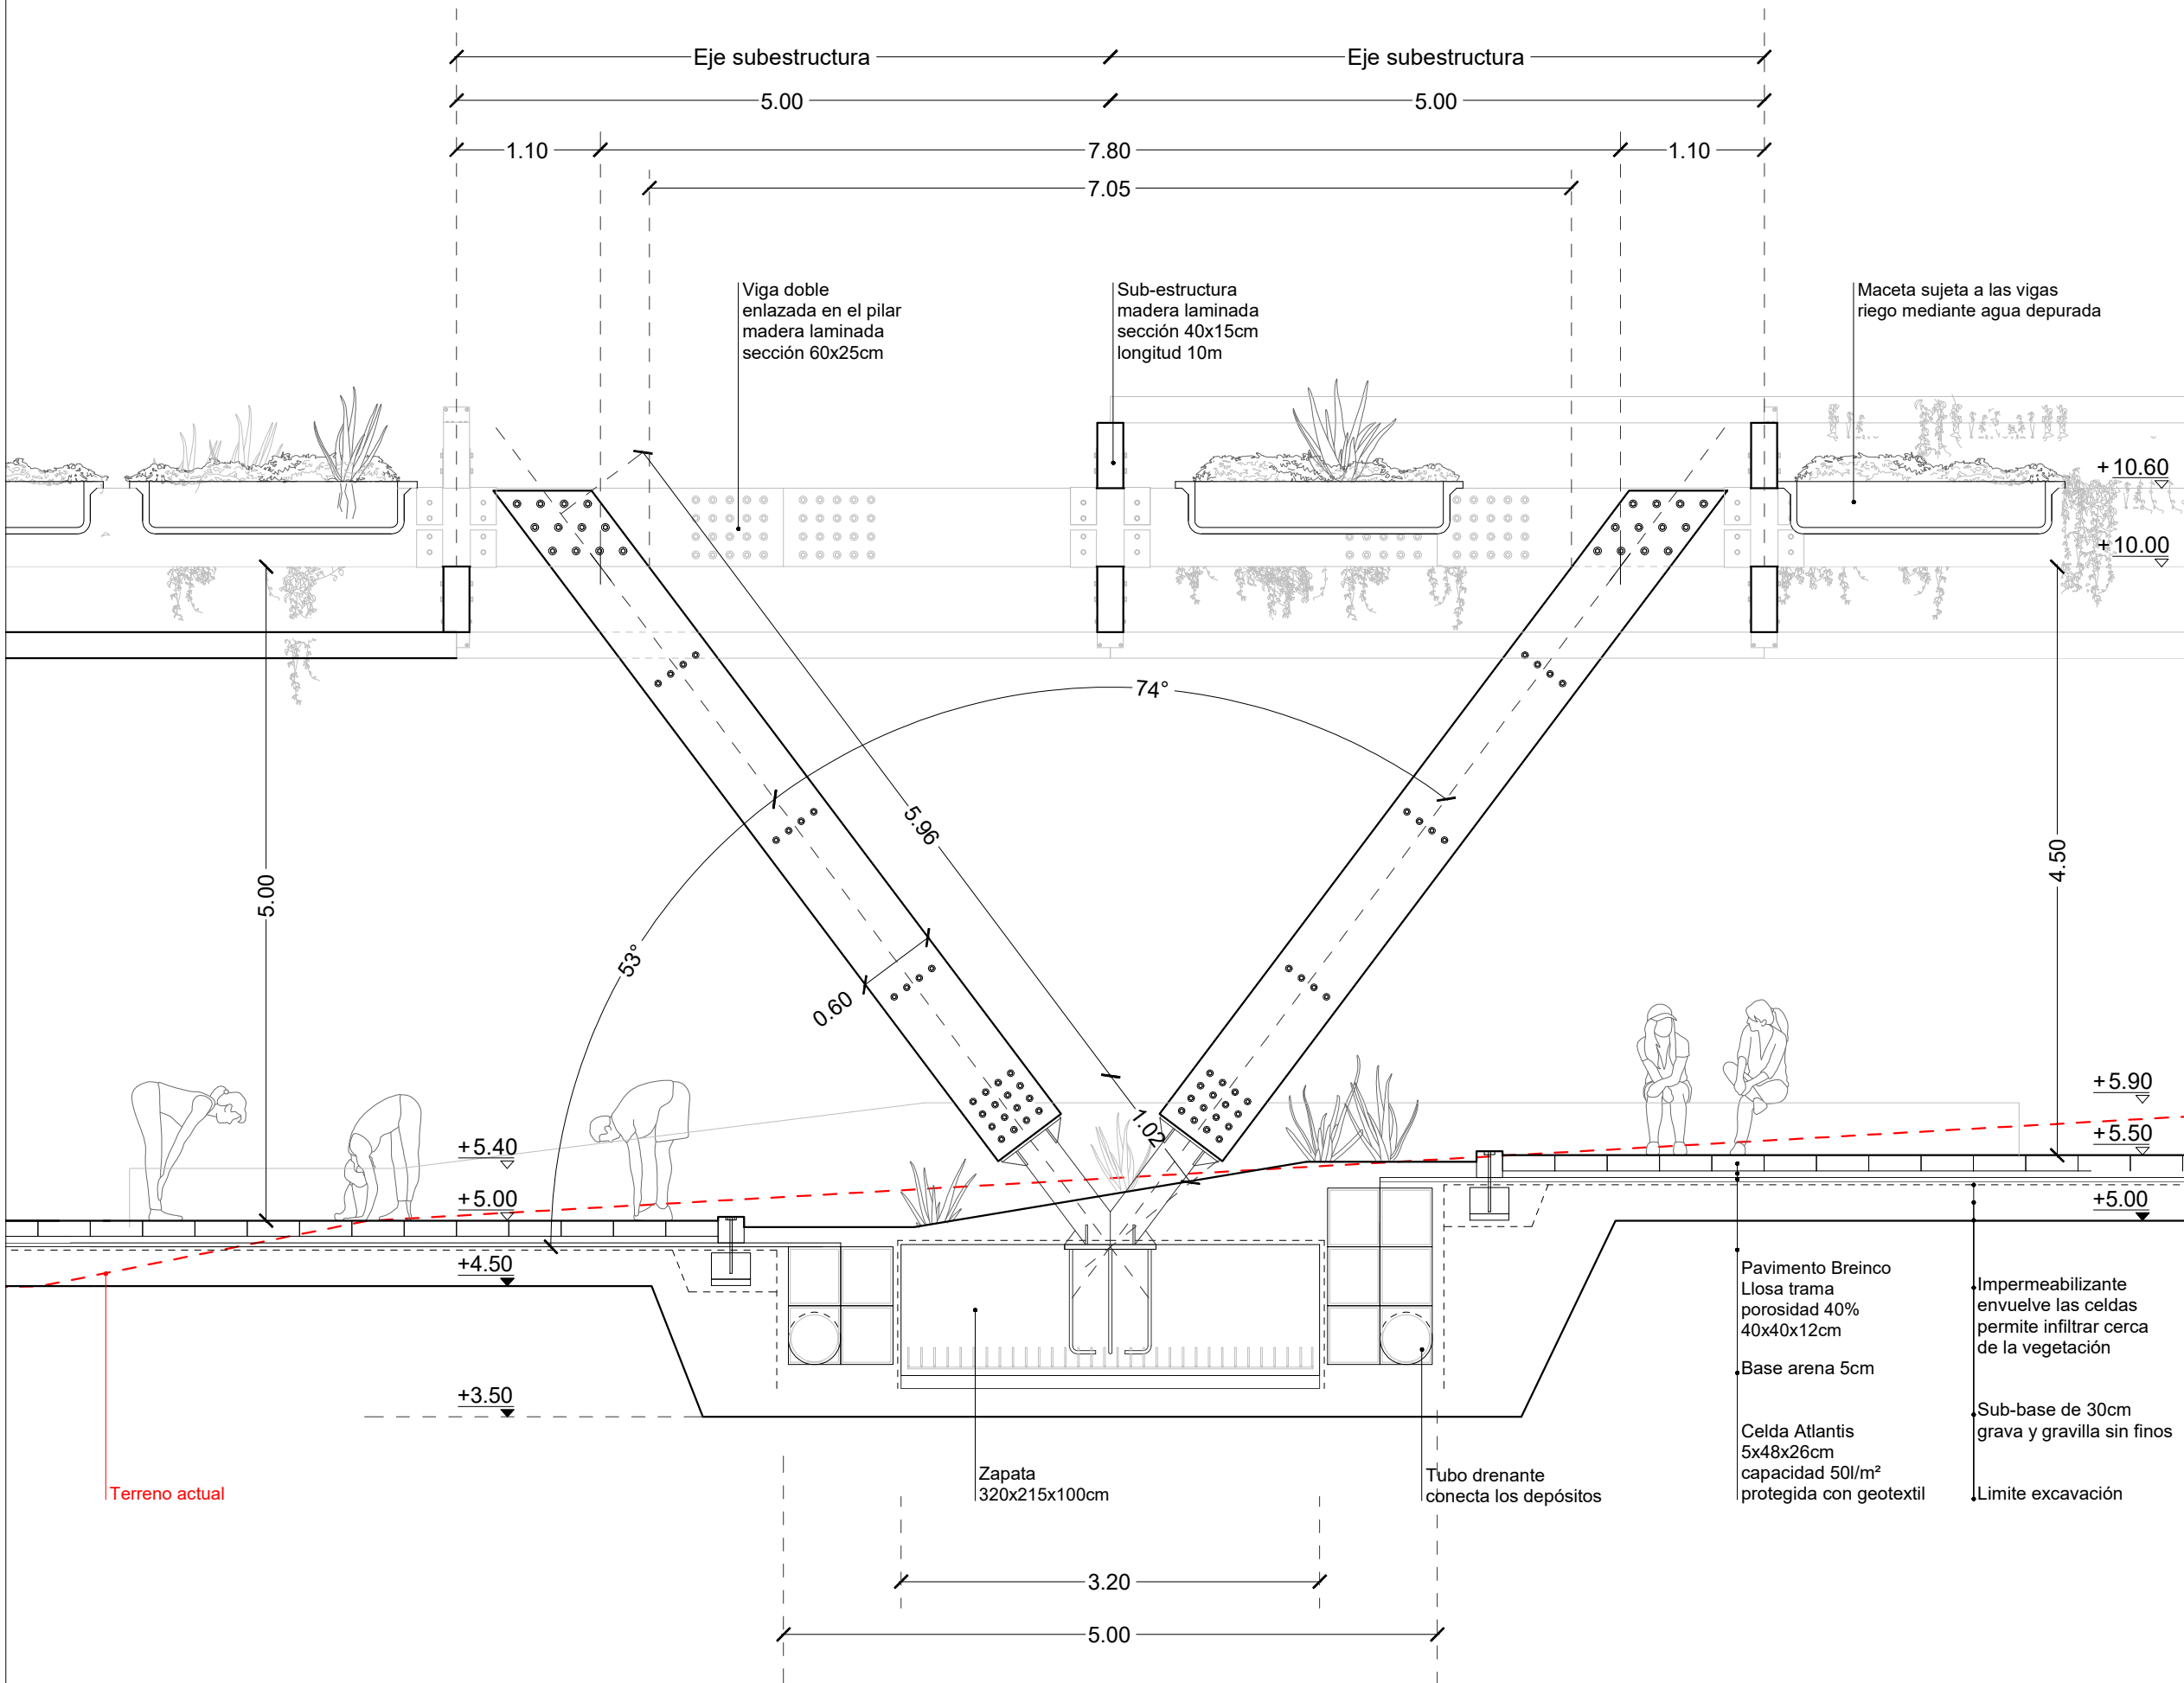 Eje subestructura
Eje subestructura
5.00
5.00
1.10
7.80
1.10
7.05
Viga doble
enlazada en el pilar
madera laminada
sección 60x25cm
Sub-estructura
madera laminada
sección 40x15cm
longitud 10m
Maceta sujeta a las vigas
riego mediante agua depurada
+10.60
+10.00
74°
5.96
5.00
4.50
53°
0.60
1.02
+5.90
+5.40
+5.50
+5.00
+5.00
+4.50
+3.50
Pavimento Breinco
Llosa trama
porosidad 40%
40x40x12cm
Base arena 5cm
Celda Atlantis
5x48x26cm
capacidad 50l/m²
protegida con geotextil
Impermeabilizante
envuelve las celdas
permite infiltrar cerca
de la vegetación
Sub-base de 30cm
grava y gravilla sin finos
Limite excavación
Terreno actual
Zapata
320x215x100cm
Tubo drenante
conecta los depósitos
3.20
5.00